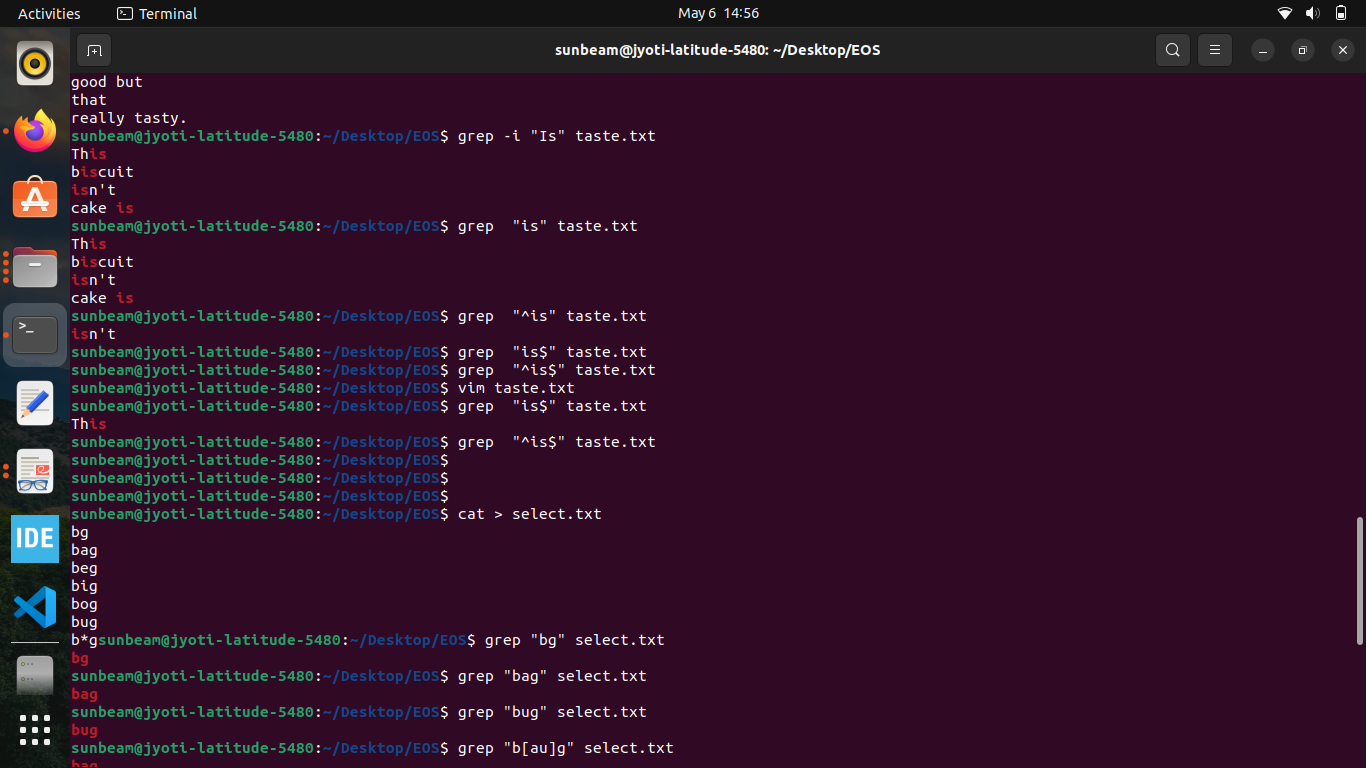 Activities
Terminal
May 6 14:56
sunbeam@jyoti-latitude-5480: ~/Desktop/EOS
good but
that
really tasty.
sunbeam@jyoti-latitude-5480:~/Desktop/EOS$ grep -i "Is" taste.txt
This
biscuit
isn't
cake is
sunbeam@jyoti-latitude-5480:~/Desktop/EOS$ grep  "is" taste.txt
This
biscuit
isn't
cake is
sunbeam@jyoti-latitude-5480:~/Desktop/EOS$ grep  "^is" taste.txt
isn't
sunbeam@jyoti-latitude-5480:~/Desktop/EOS$ grep  "is$" taste.txt
sunbeam@jyoti-latitude-5480:~/Desktop/EOS$ grep  "^is$" taste.txt
sunbeam@jyoti-latitude-5480:~/Desktop/EOS$ vim taste.txt
sunbeam@jyoti-latitude-5480:~/Desktop/EOS$ grep  "is$" taste.txt
This
sunbeam@jyoti-latitude-5480:~/Desktop/EOS$ grep  "^is$" taste.txt
sunbeam@jyoti-latitude-5480:~/Desktop/EOS$
sunbeam@jyoti-latitude-5480:~/Desktop/EOS$
sunbeam@jyoti-latitude-5480:~/Desktop/EOS$
sunbeam@jyoti-latitude-5480:~/Desktop/EOS$ cat > select.txt
bg
bag
beg
big
bog
bug
b*gsunbeam@jyoti-latitude-5480:~/Desktop/EOS$ grep "bg" select.txt
bg
sunbeam@jyoti-latitude-5480:~/Desktop/EOS$ grep "bag" select.txt
bag
sunbeam@jyoti-latitude-5480:~/Desktop/EOS$ grep "bug" select.txt
bug
sunbeam@jyoti-latitude-5480:~/Desktop/EOS$ grep "b[au]g" select.txt
bag
IDE